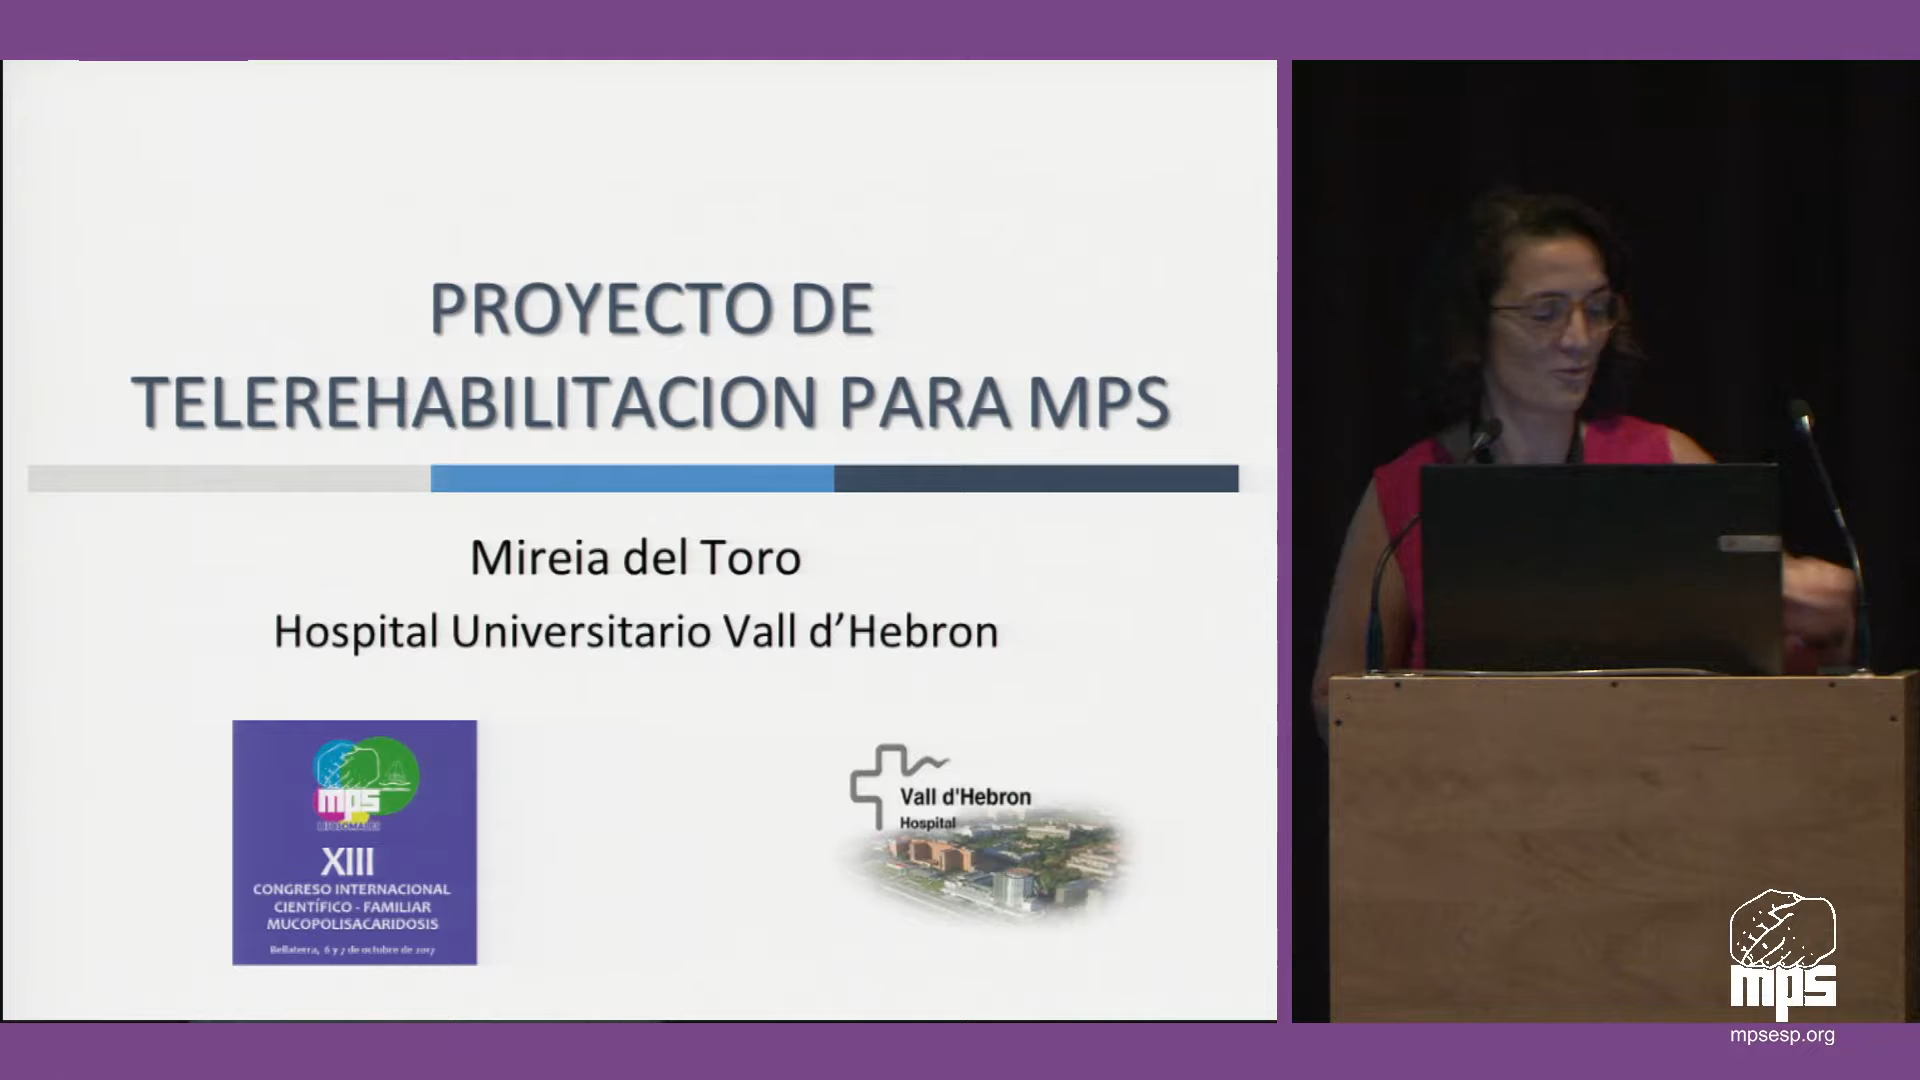 PROYECTO DE
TELEREHABILITACION PARA MPS
Mireia del Toro
Hospital Universitario Vall d’Hebron
mps
XIII
CONGRESO INTERNACIONAL
CIENTÍFICO - FAMILIAR
MUCOPOLISACARIDOSIS
Bellaterra, 6 y 7 de octubre de 2017
Vall d'Hebron
Hospital
mps
mpsesp.org